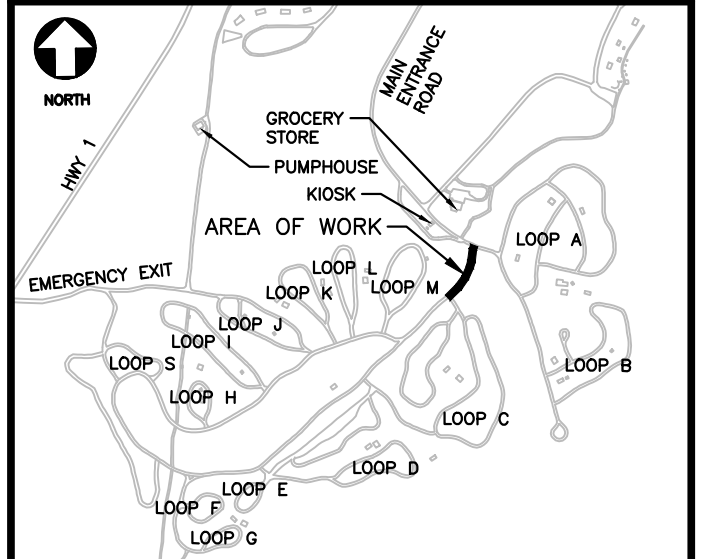 NORTH
HWY 1
MAIN
ENTRANCE
ROAD
GROCERY
STORE
PUMPHOUSE
KIOSK
AREA OF WORK
LOOP A
EMERGENCY EXIT
LOOP L
LOOP K
LOOP M
LOOP J
LOOP I
LOOP S
LOOP B
LOOP H
LOOP C
LOOP D
LOOP E
LOOP F
LOOP G